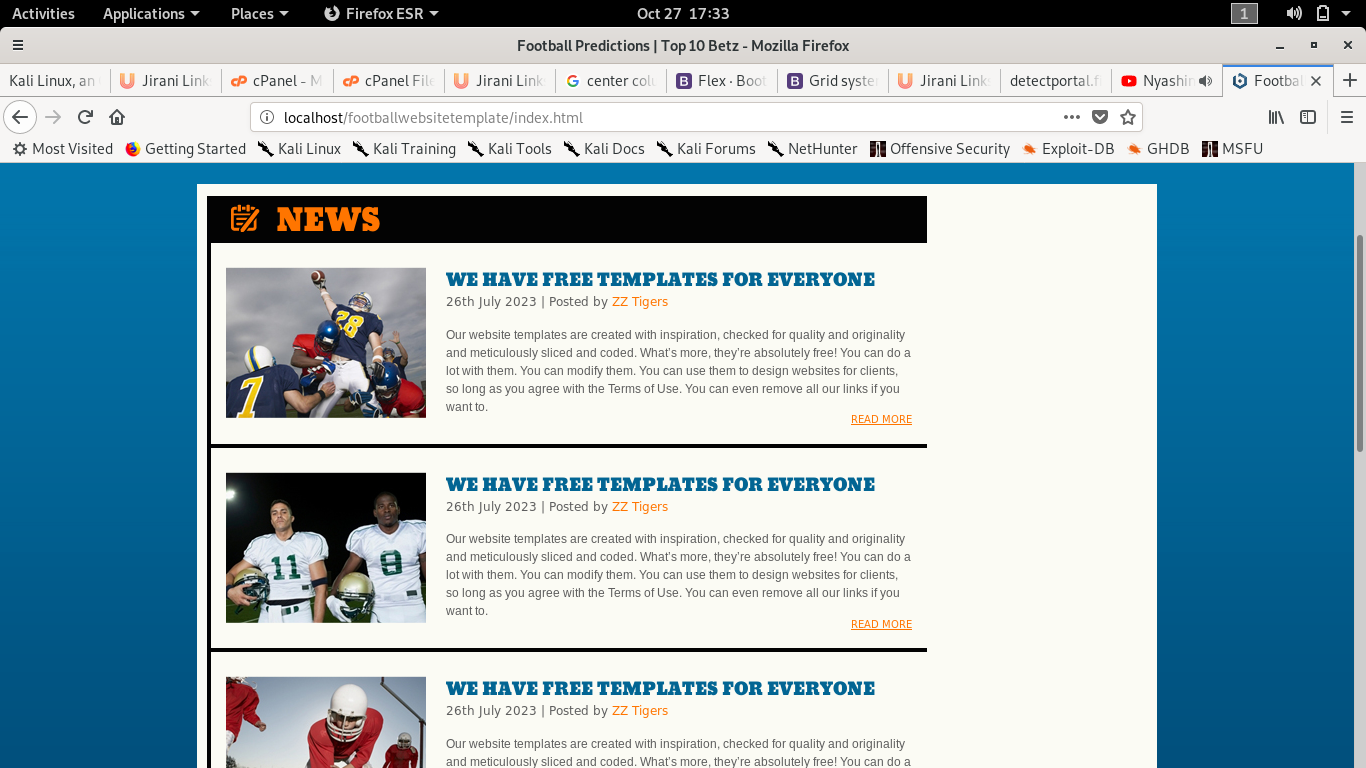 Activities Applications Places Firefox ESR Oct 27 17:33 1
Football Predictions | Top 10 Betz - Mozilla Firefox
Kali Linux, an Jirani Link cPanel - M cPanel File Jirani Link center col Flex · Boot Grid syste Jirani Link detectportal.f Nyashin Footbal
localhost/footballwebsitetemplate/index.html
Most Visited Getting Started Kali Linux Kali Training Kali Tools Kali Docs Kali Forums NetHunter Offensive Security Exploit-DB GHDB MSFU
NEWS
WE HAVE FREE TEMPLATES FOR EVERYONE
26th July 2023 | Posted by ZZ Tigers
Our website templates are created with inspiration, checked for quality and originality
and meticulously sliced and coded. What's more, they're absolutely free! You can do a
lot with them. You can modify them. You can use them to design websites for clients,
so long as you agree with the Terms of Use. You can even remove all our links if you
want to.
READ MORE
28
7
WE HAVE FREE TEMPLATES FOR EVERYONE
26th July 2023 | Posted by ZZ Tigers
Our website templates are created with inspiration, checked for quality and originality
and meticulously sliced and coded. What's more, they're absolutely free! You can do a
lot with them. You can modify them. You can use them to design websites for clients,
so long as you agree with the Terms of Use. You can even remove all our links if you
want to.
READ MORE
11 9
WE HAVE FREE TEMPLATES FOR EVERYONE
26th July 2023 | Posted by ZZ Tigers
Our website templates are created with inspiration, checked for quality and originality
and meticulously sliced and coded. What's more, they're absolutely free! You can do a